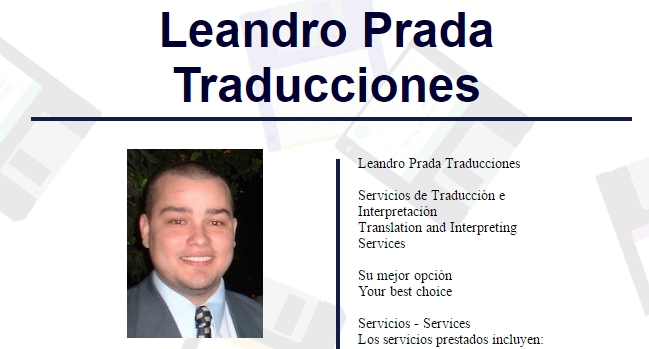 Leandro Prada
Traducciones
Leandro Prada Traducciones
Servicios de Traducción e
Interpretación
Translation and Interpreting
Services
Su mejor opción
Your best choice
Servicios - Services
Los servicios prestados incluyen: